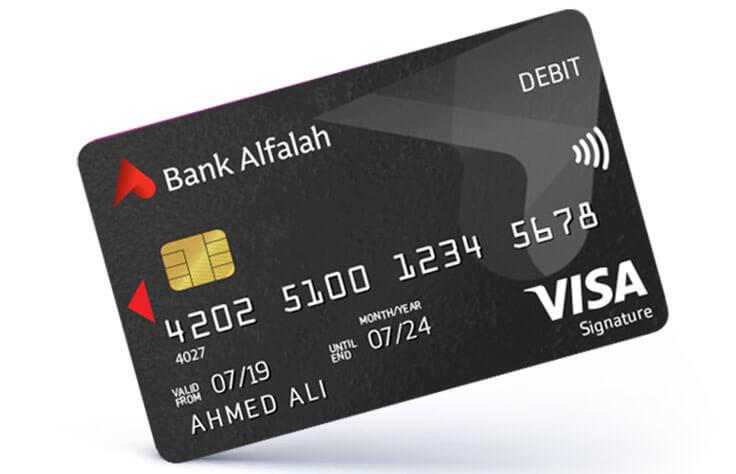 DEBIT
Bank Alfalah
4202 5100 1234 5678
4027
MONTH/YEAR
VALID FROM 07/19 UNTIL END 07/24
AHMED ALI
VISA
Signature